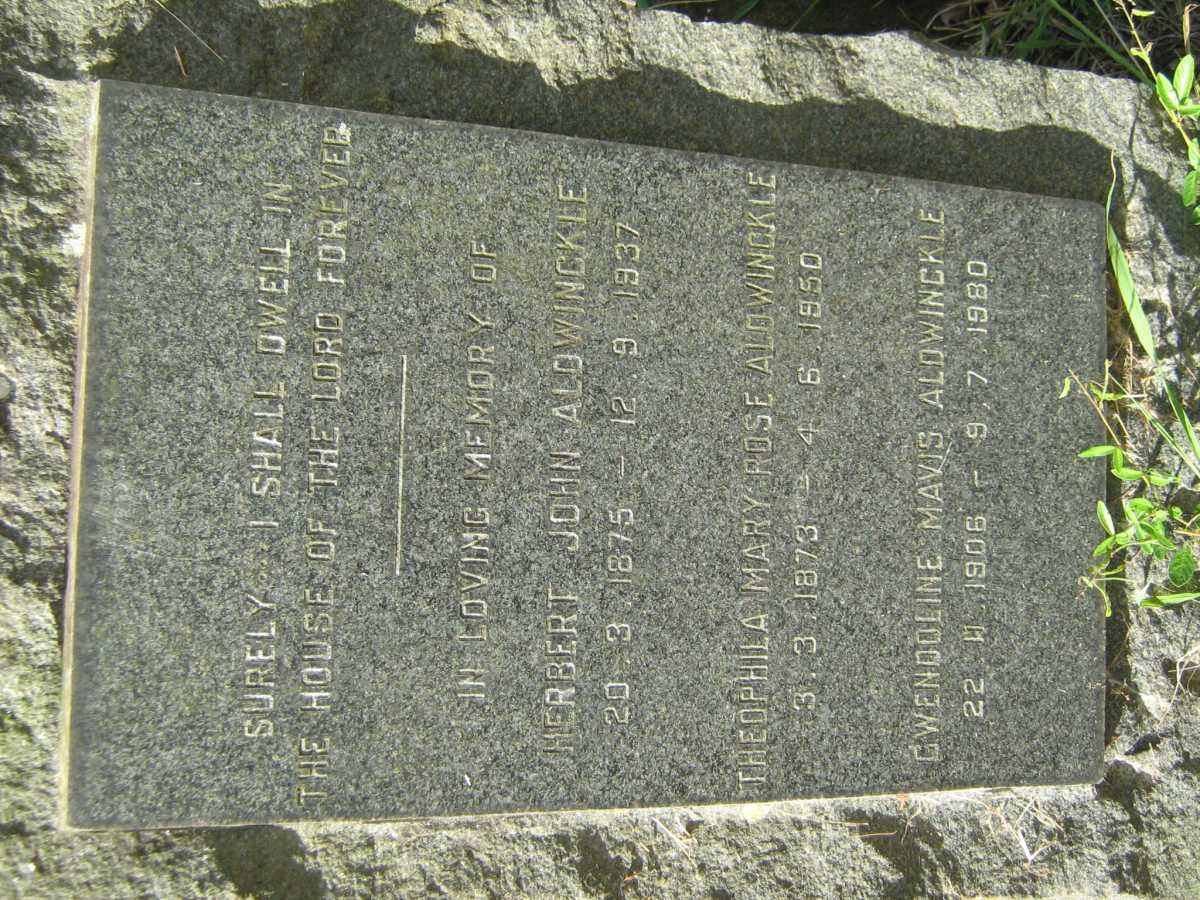 SURELY .... I SHALL DWELL IN
THE HOUSE OF THE LORD FOREVER
IN LOVING MEMORY OF
HERBERT JOHN ALDWINCKLE
20 . 3 . 1875 – 12 . 9 . 1937
THEOPHILA MARY ROSE ALDWINCKLE
3 . 3 . 1873 – 4 . 6 . 1950
GWENDOLINE MAVIS ALDWINCKLE
22 . 11 . 1906 – 9 . 7 . 1980